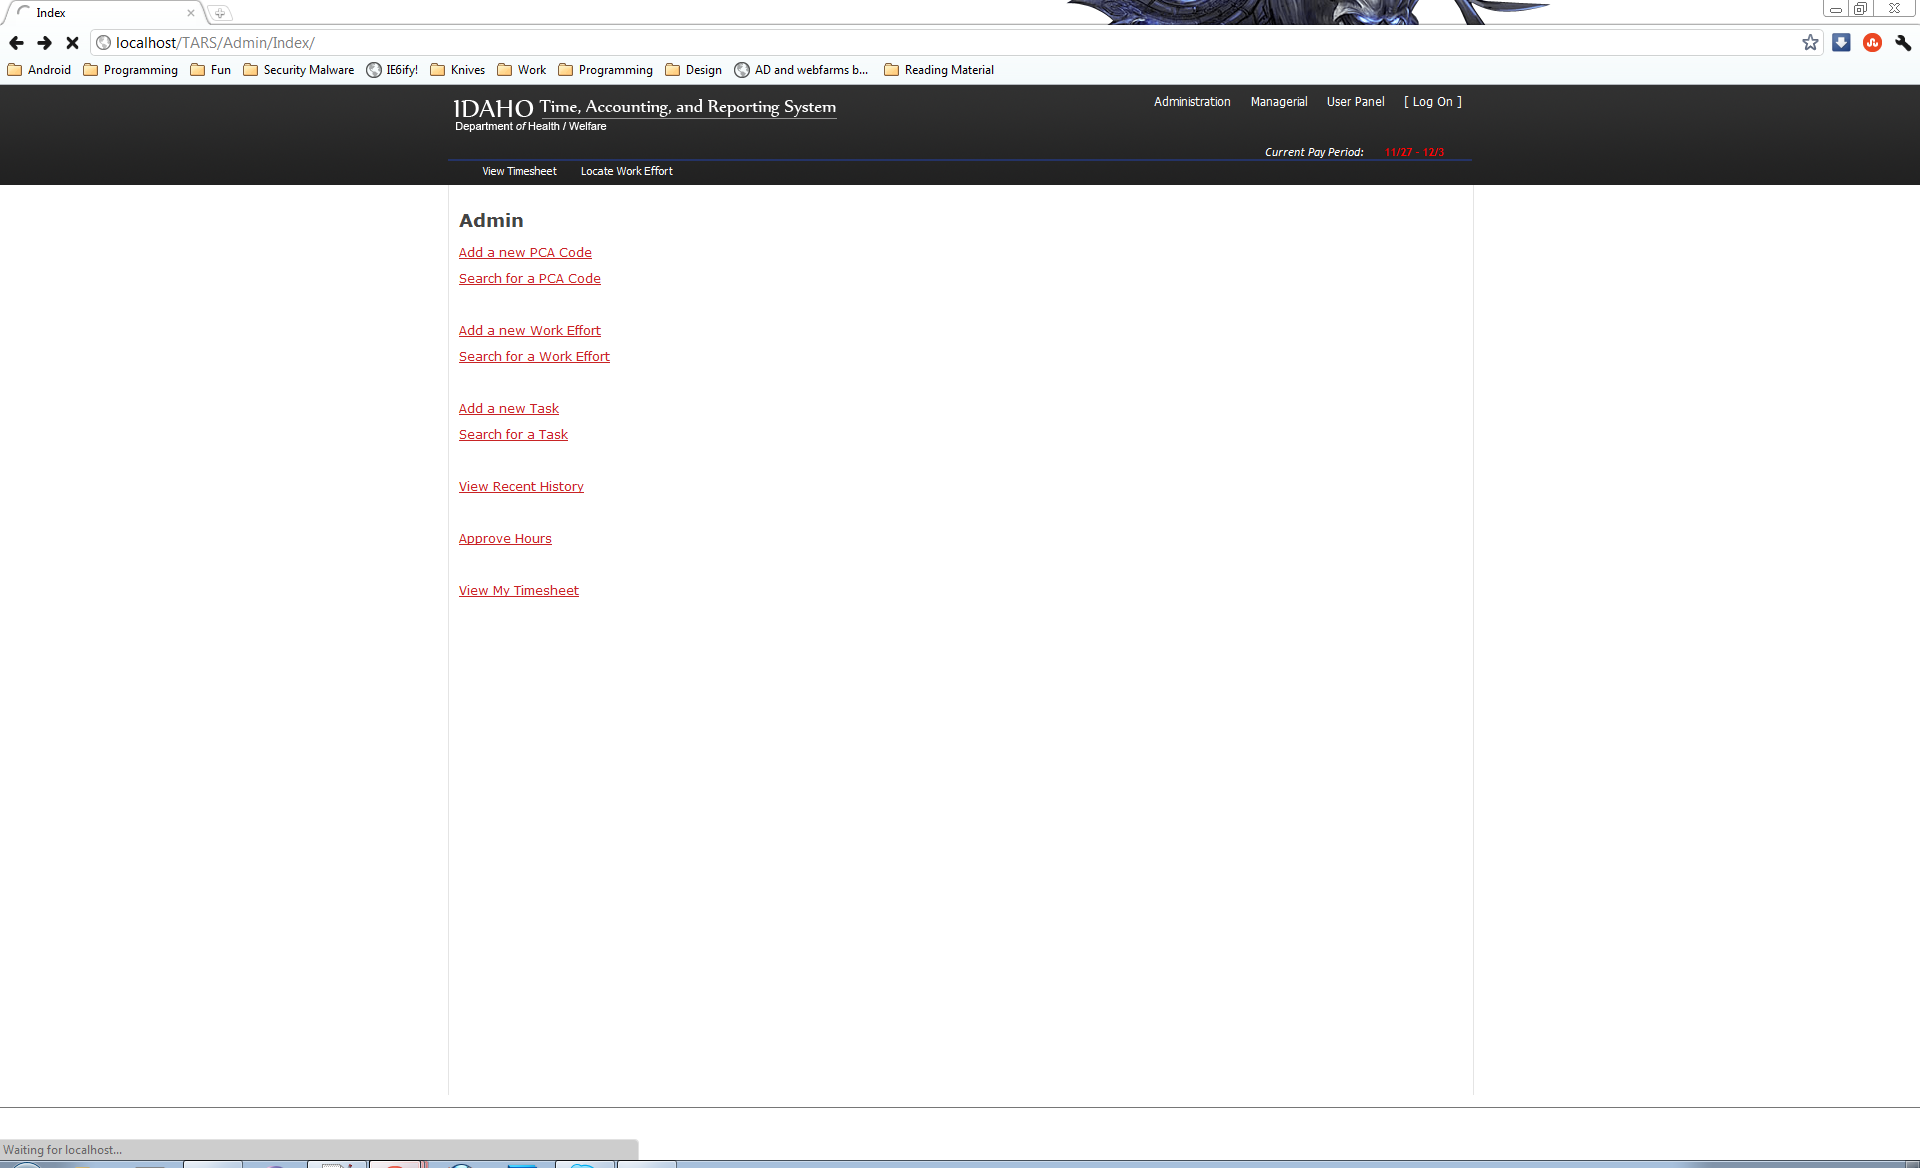 Index
localhost/TARS/Admin/Index/
Android Programming Fun Security Malware IE6ify! Knives Work Programming Design AD and webfarms b... Reading Material
IDAHO Time, Accounting, and Reporting System
Department of Health / Welfare
Administration Managerial User Panel [ Log On ]
Current Pay Period: 11/27 - 12/3
View Timesheet Locate Work Effort
Admin
Add a new PCA Code
Search for a PCA Code
Add a new Work Effort
Search for a Work Effort
Add a new Task
Search for a Task
View Recent History
Approve Hours
View My Timesheet
Waiting for localhost...